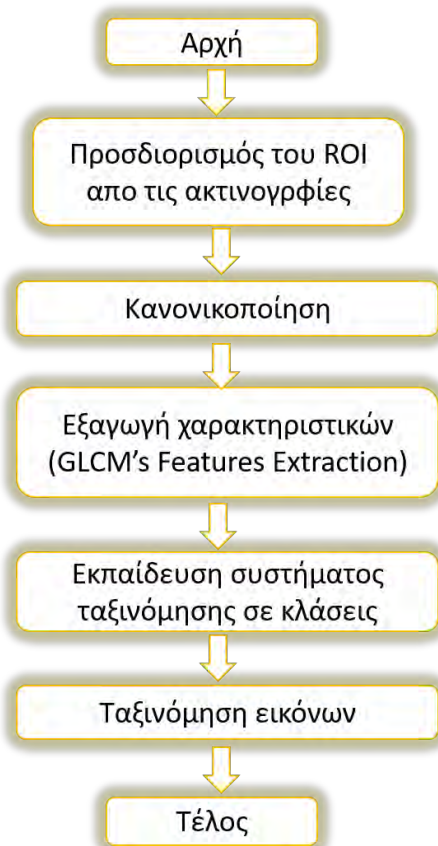 Αρχή
Προσδιορισμός του ROI
απο τις ακτινογρφίες
Κανονικοποίηση
Εξαγωγή χαρακτηριστικών
(GLCM’s Features Extraction)
Εκπαίδευση συστήματος
ταξινόμησης σε κλάσεις
Ταξινόμηση εικόνων
Τέλος